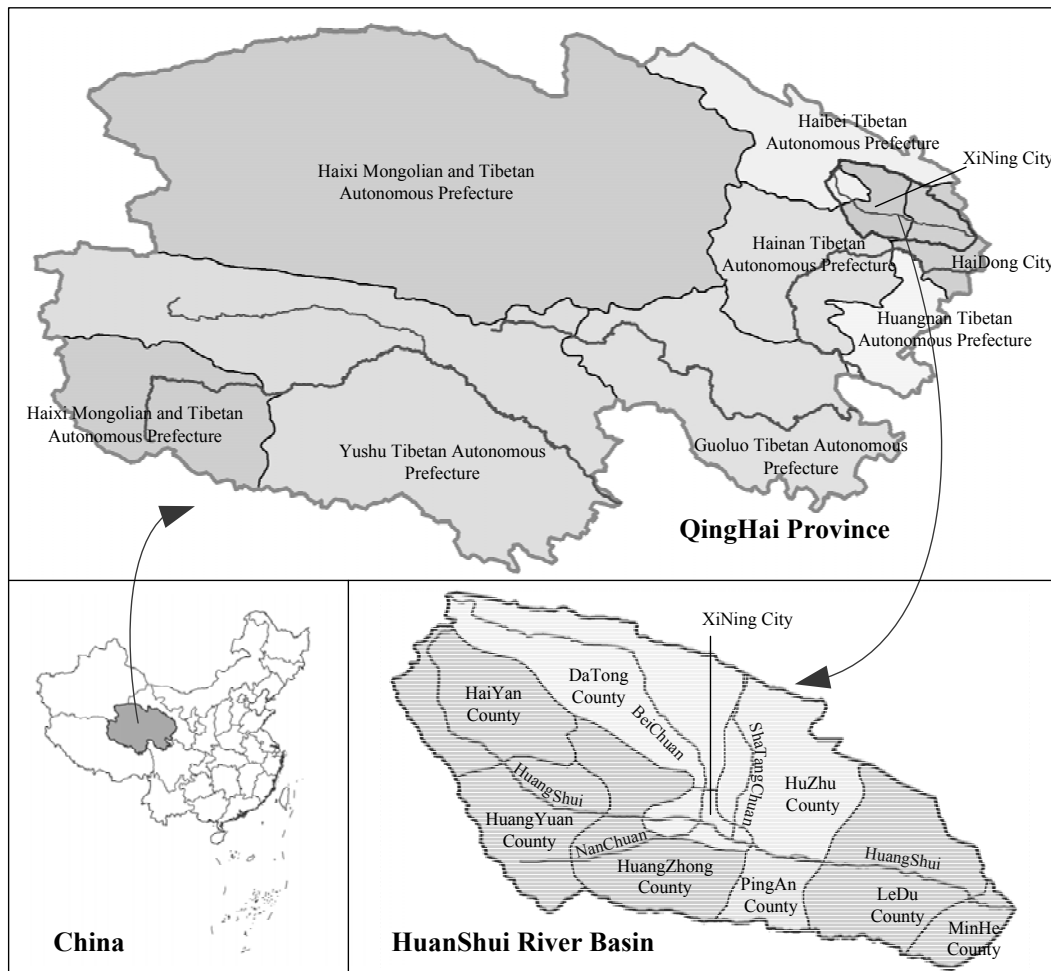 Haibei Tibetan
Autonomous Prefecture
XiNing City
Haixi Mongolian and Tibetan
Autonomous Prefecture
Hainan Tibetan
Autonomous Prefecture
HaiDong City
Huangnan Tibetan
Autonomous Prefecture
Haixi Mongolian and Tibetan
Autonomous Prefecture
Yushu Tibetan Autonomous
Prefecture
Guoluo Tibetan Autonomous
Prefecture
QingHai Province
China
XiNing City
DaTong
County
HaiYan
County
BeiChuan
ShaTangChuan
HuZhu
County
HuangShui
HuangYuan
County
NanChuan
HuangZhong
County
HuangShui
PingAn
County
LeDu
County
MinHe
County
HuanShui River Basin